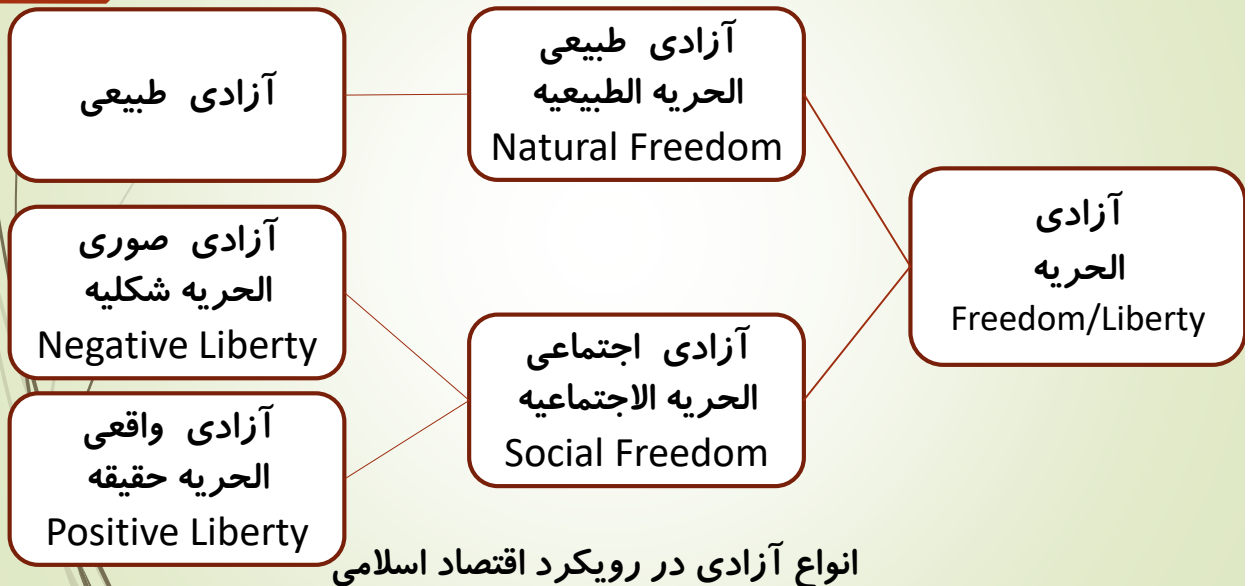 آزادی
الحریه
Freedom/Liberty
آزادی طبیعی
الحریه الطبیعیه
Natural Freedom
آزادی اجتماعی
الحریه الاجتماعیه
Social Freedom
آزادی طبیعی
آزادی صوری
الحریه شکلیه
Negative Liberty
آزادی واقعی
الحریه حقیقه
Positive Liberty
انواع آزادی در رویکرد اقتصاد اسلامی